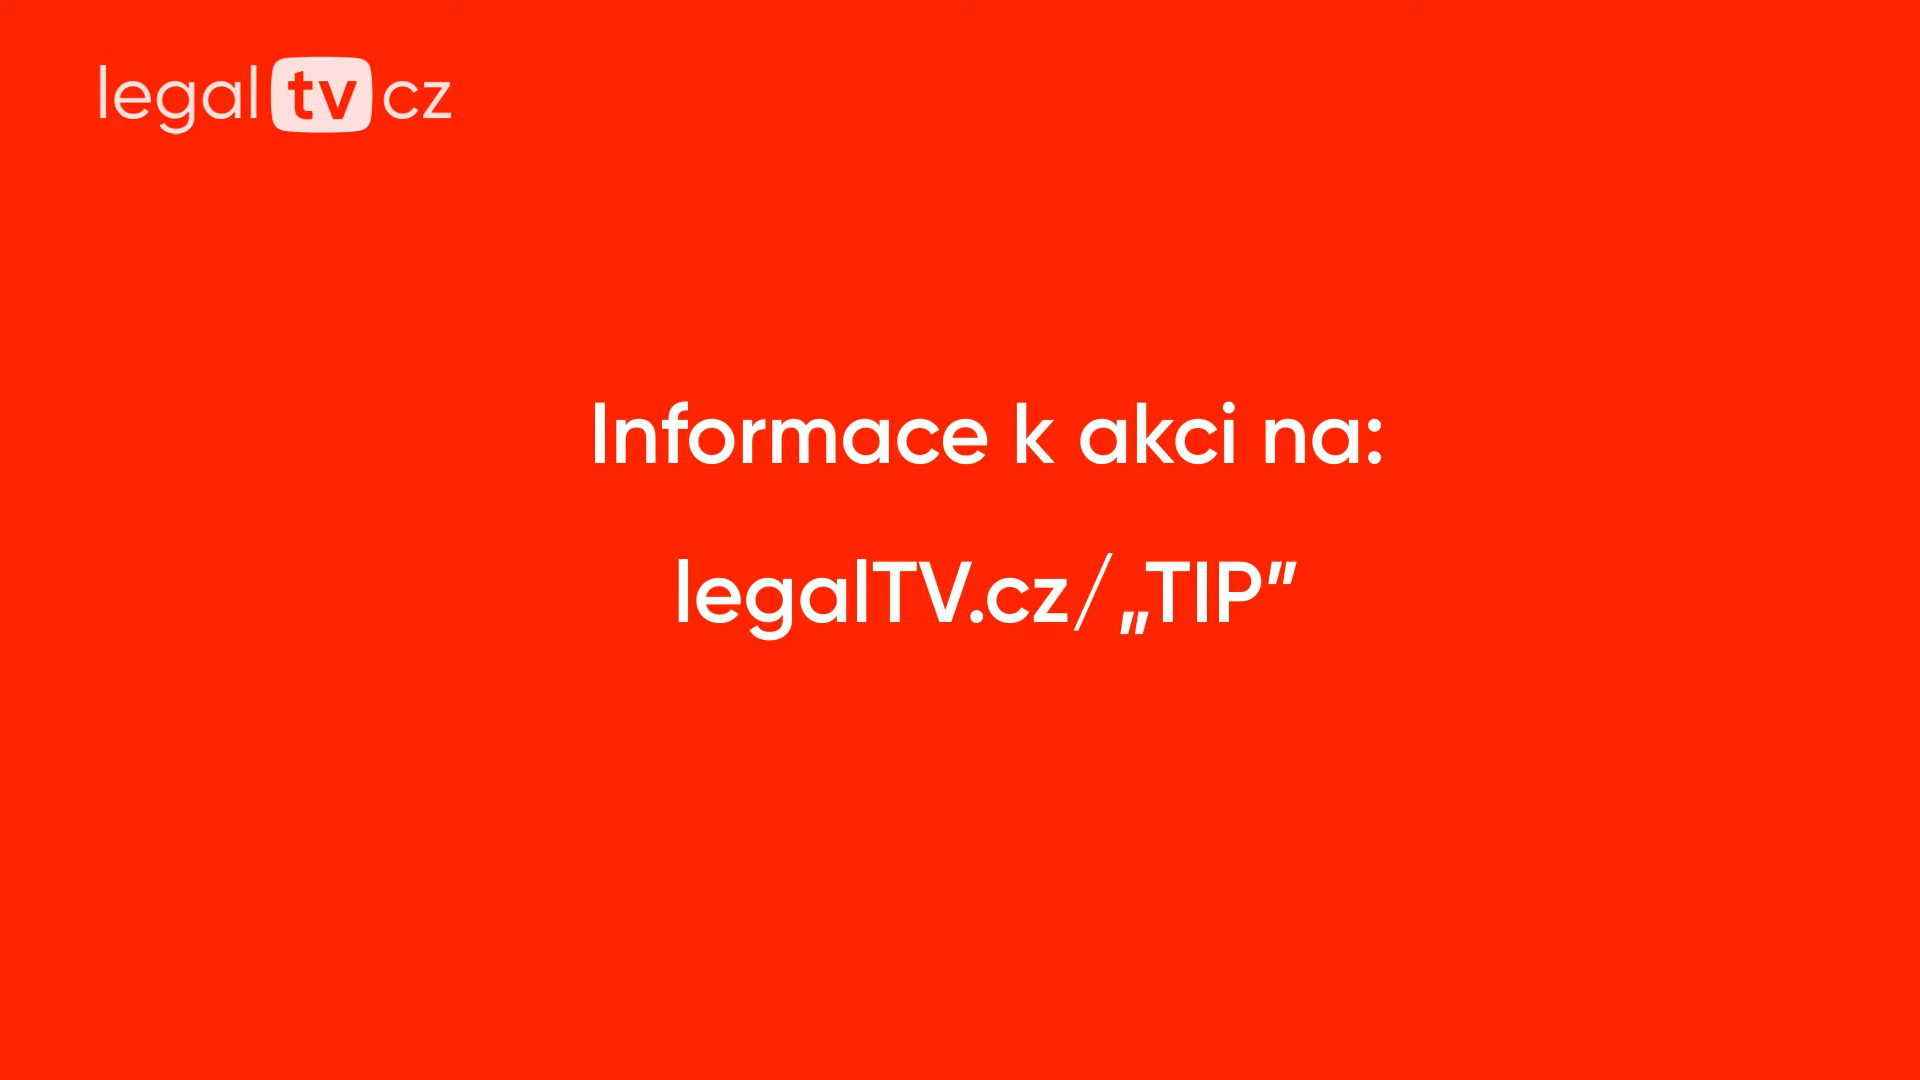 legal tv cz
Informace k akci na:
legalTV.cz/„TIP”